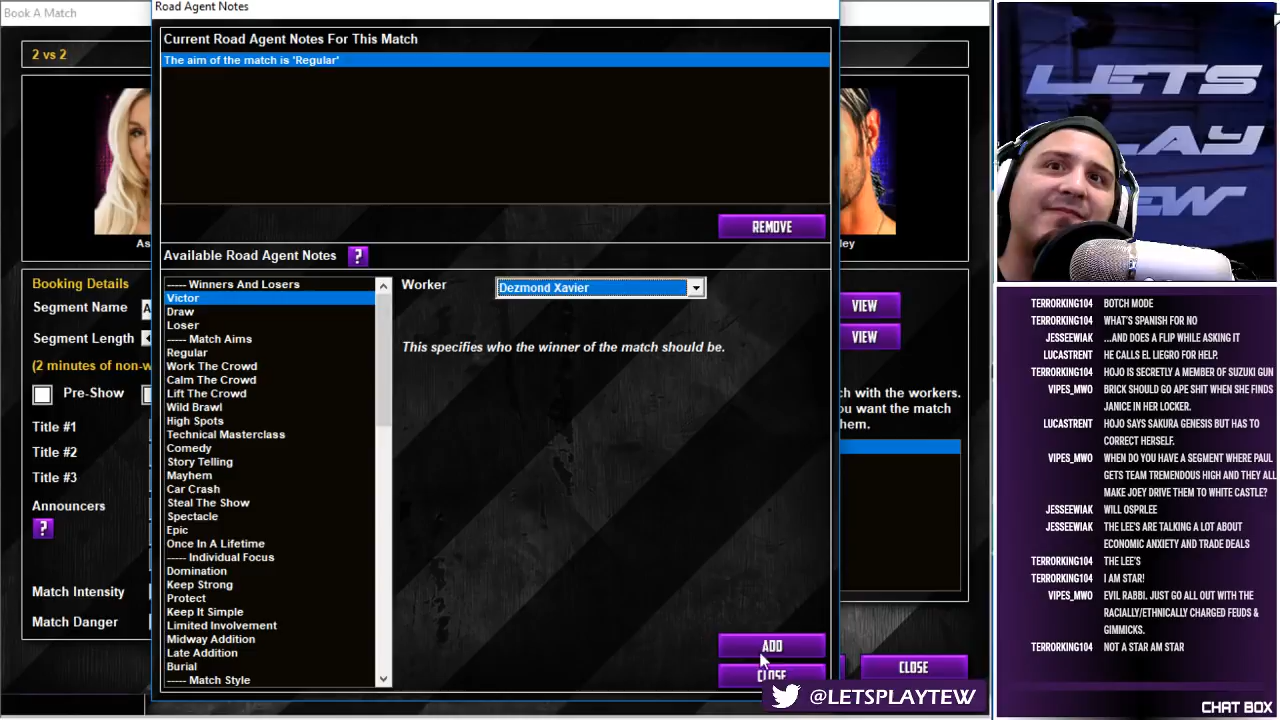 Book A Match
Road Agent Notes
Current Road Agent Notes For This Match
The aim of the match is 'Regular'
2 vs 2
REMOVE
Available Road Agent Notes ?
----- Winners And Losers
Victor
Draw
Loser
----- Match Aims
Regular
Work The Crowd
Calm The Crowd
Lift The Crowd
Wild Brawl
High Spots
Technical Masterclass
Comedy
Story Telling
Mayhem
Car Crash
Steal The Show
Spectacle
Epic
Once In A Lifetime
----- Individual Focus
Domination
Keep Strong
Protect
Keep It Simple
Limited Involvement
Midway Addition
Late Addition
Burial
----- Match Style
Worker
Dezmond Xavier
This specifies who the winner of the match should be.
ADD
CLOSE
As
ley
Booking Details
Segment Name A
Segment Length
(2 minutes of non-w
Pre-Show
Title #1
Title #2
Title #3
Announcers
?
Match Intensity
Match Danger
VIEW
VIEW
ch with the workers.
ou want the match
hem.
CLOSE
@LETSPLAYTEW
LETS
PLAY
TEW
TERRORKING104 BOTCH MODE
TERRORKING104 WHAT'S SPANISH FOR NO
JESSEEWIAK ...AND DOES A FLIP WHILE ASKING IT
LUCASTRENT HE CALLS EL LIEGRO FOR HELP.
TERRORKING104 HOJO IS SECRETLY A MEMBER OF SUZUKI GUN
VIPES_MWO BRICK SHOULD GO APE SHIT WHEN SHE FINDS
JANICE IN HER LOCKER.
LUCASTRENT HOJO SAYS SAKURA GENESIS BUT HAS TO
CORRECT HERSELF.
VIPES_MWO WHEN DO YOU HAVE A SEGMENT WHERE PAUL
GETS TEAM TREMENDOUS HIGH AND THEY ALL
MAKE JOEY DRIVE THEM TO WHITE CASTLE?
JESSEEWIAK WILL OSPRLEE
JESSEEWIAK THE LEE'S ARE TALKING A LOT ABOUT
ECONOMIC ANXIETY AND TRADE DEALS
TERRORKING104 THE LEE'S
TERRORKING104 I AM STAR!
VIPES_MWO EVIL RABBI. JUST GO ALL OUT WITH THE
RACIALLY/ETHNICALLY CHARGED FEUDS &
GIMMICKS.
TERRORKING104 NOT A STAR AM STAR
CHAT BOX